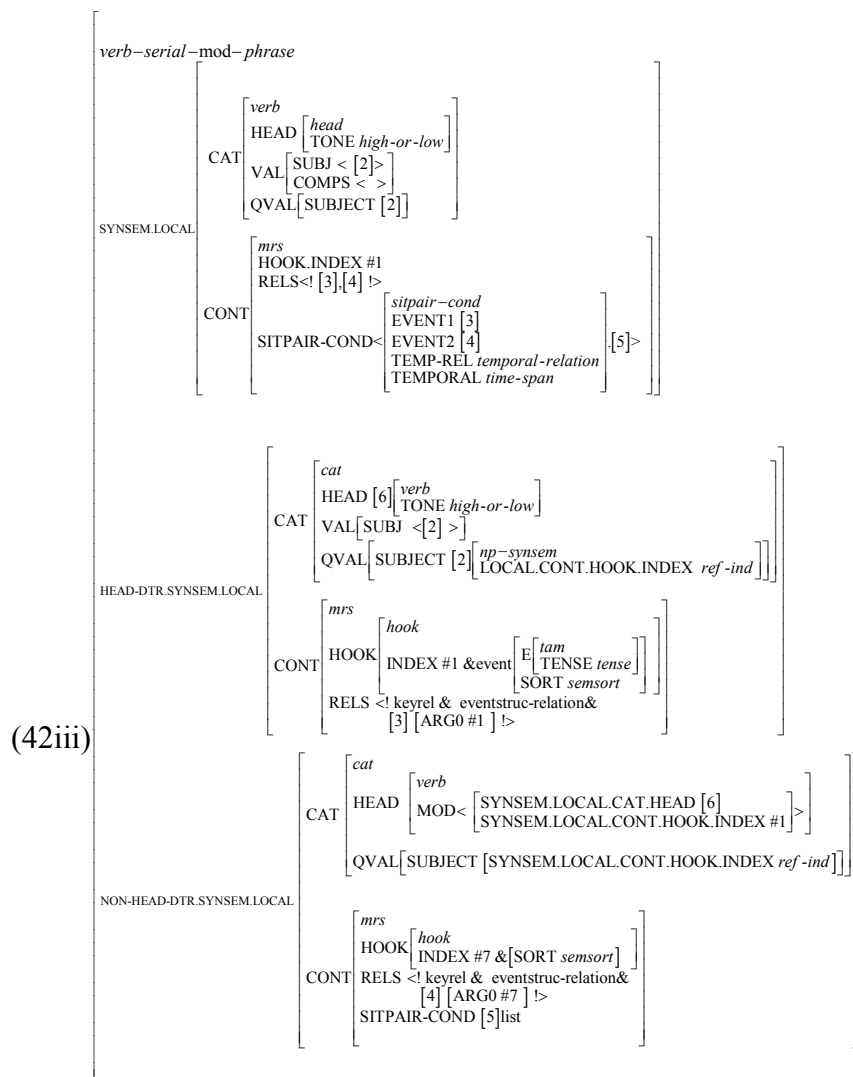 verb−serial−mod−phrase
verb
HEAD [head
TONE high-or-low]
CAT
VAL[SUBJ < [2]>
COMPS < >]
QVAL[SUBJECT [2]]
SYNSEM.LOCAL
mrs
HOOK.INDEX #1
RELS<! [3],[4] !>
CONT
sitpair−cond
EVENT1 [3]
SITPAIR-COND< EVENT2 [4] .[5]>
TEMP-REL temporal-relation
TEMPORAL time-span
cat
HEAD [6][verb
TONE high-or-low]
CAT
VAL[SUBJ <[2] >]
QVAL[SUBJECT [2][np−synsem
LOCAL.CONT.HOOK.INDEX ref-ind]]
HEAD-DTR.SYNSEM.LOCAL
mrs
hook
HOOK
INDEX #1 &event[E[tam
TENSE tense]
SORT semsort]
CONT
RELS <! keyrel & eventstruc-relation&
[3] [ARG0 #1 ] !>
(42iii)
cat
verb
HEAD
MOD< [SYNSEM.LOCAL.CAT.HEAD [6]
SYNSEM.LOCAL.CONT.HOOK.INDEX #1]>
CAT
QVAL[SUBJECT [SYNSEM.LOCAL.CONT.HOOK.INDEX ref-ind]]
NON-HEAD-DTR.SYNSEM.LOCAL
mrs
HOOK[hook
INDEX #7 &[SORT semsort]]
CONT
RELS <! keyrel & eventstruc-relation&
[4] [ARG0 #7 ] !>
SITPAIR-COND [5]list